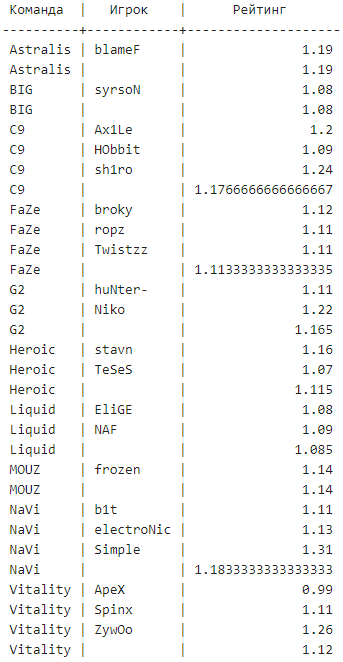 Команда | Игрок | Рейтинг
----------+------------+--------------------
Astralis | blameF | 1.19
Astralis | | 1.19
BIG | syrsoN | 1.08
BIG | | 1.08
C9 | Ax1Le | 1.2
C9 | HObbit | 1.09
C9 | sh1ro | 1.24
C9 | | 1.1766666666666667
FaZe | broky | 1.12
FaZe | ropz | 1.11
FaZe | Twistzz | 1.11
FaZe | | 1.1133333333333335
G2 | huNter- | 1.11
G2 | Niko | 1.22
G2 | | 1.165
Heroic | stavn | 1.16
Heroic | TeSeS | 1.07
Heroic | | 1.115
Liquid | EliGE | 1.08
Liquid | NAF | 1.09
Liquid | | 1.085
MOUZ | frozen | 1.14
MOUZ | | 1.14
NaVi | b1t | 1.11
NaVi | electroNic | 1.13
NaVi | Simple | 1.31
NaVi | | 1.1833333333333333
Vitality | ApeX | 0.99
Vitality | Spinx | 1.11
Vitality | ZywOo | 1.26
Vitality | | 1.12